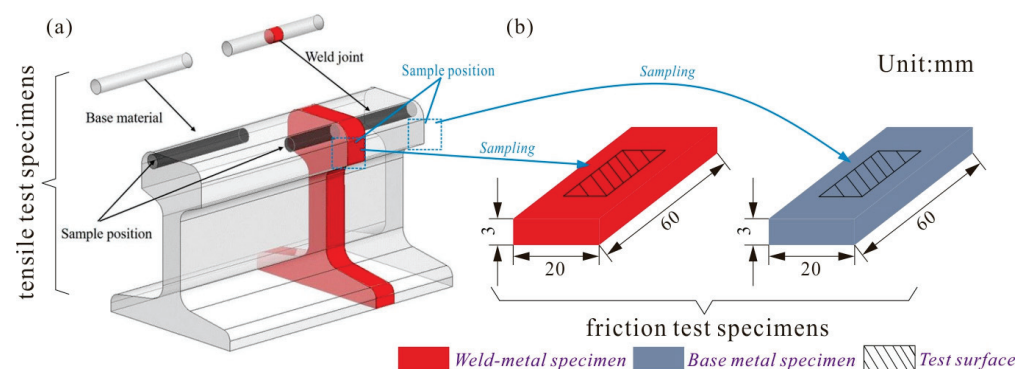 (a)
(b)
Unit:mm
tensile test specimens
Weld joint
Base material
Sample position
Sample position
Sampling
Sampling
3
20
60
3
20
60
friction test specimens
Weld-metal specimen
Base metal specimen
Test surface